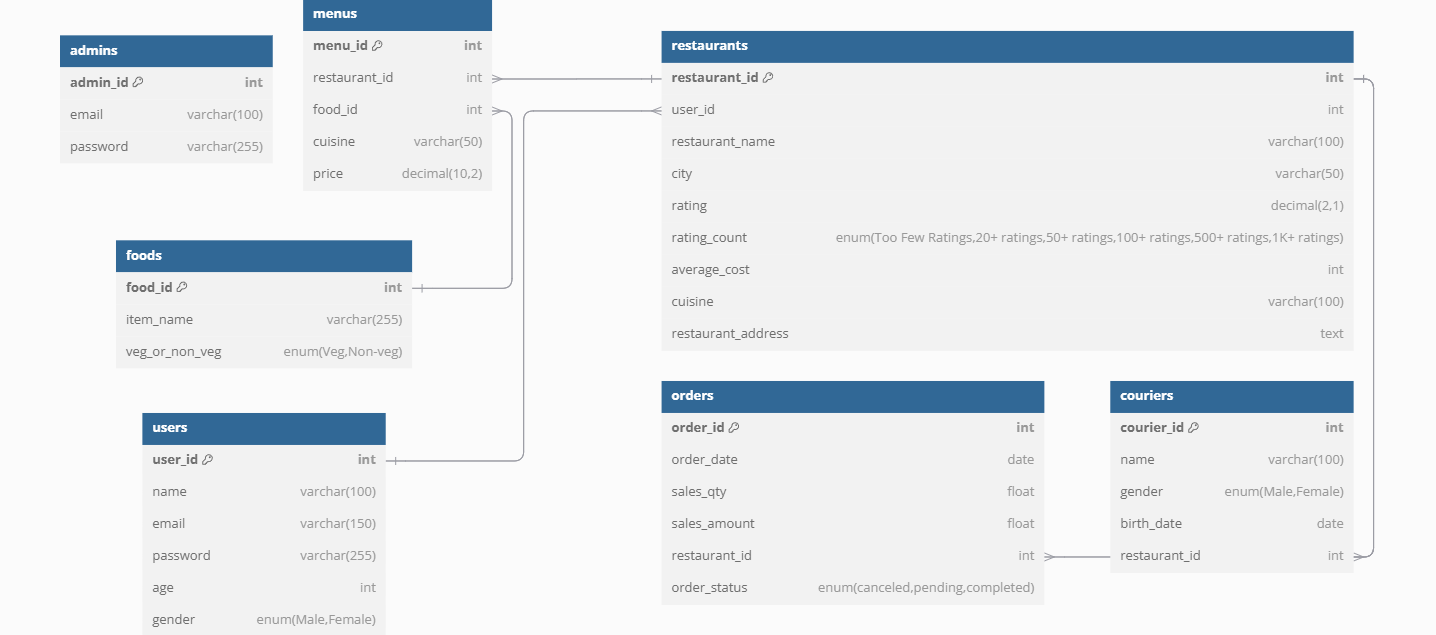 menus
menu_id int
restaurant_id int
food_id int
cuisine varchar(50)
price decimal(10,2)
admins
admin_id int
email varchar(100)
password varchar(255)
restaurants
restaurant_id int
user_id int
restaurant_name varchar(100)
city varchar(50)
rating decimal(2,1)
rating_count enum(Too Few Ratings,20+ ratings,50+ ratings,100+ ratings,500+ ratings,1K+ ratings)
average_cost int
cuisine varchar(100)
restaurant_address text
foods
food_id int
item_name varchar(255)
veg_or_non_veg enum(Veg,Non-veg)
users
user_id int
name varchar(100)
email varchar(150)
password varchar(255)
age int
gender enum(Male,Female)
orders
order_id int
order_date date
sales_qty float
sales_amount float
restaurant_id int
order_status enum(canceled,pending,completed)
couriers
courier_id int
name varchar(100)
gender enum(Male,Female)
birth_date date
restaurant_id int